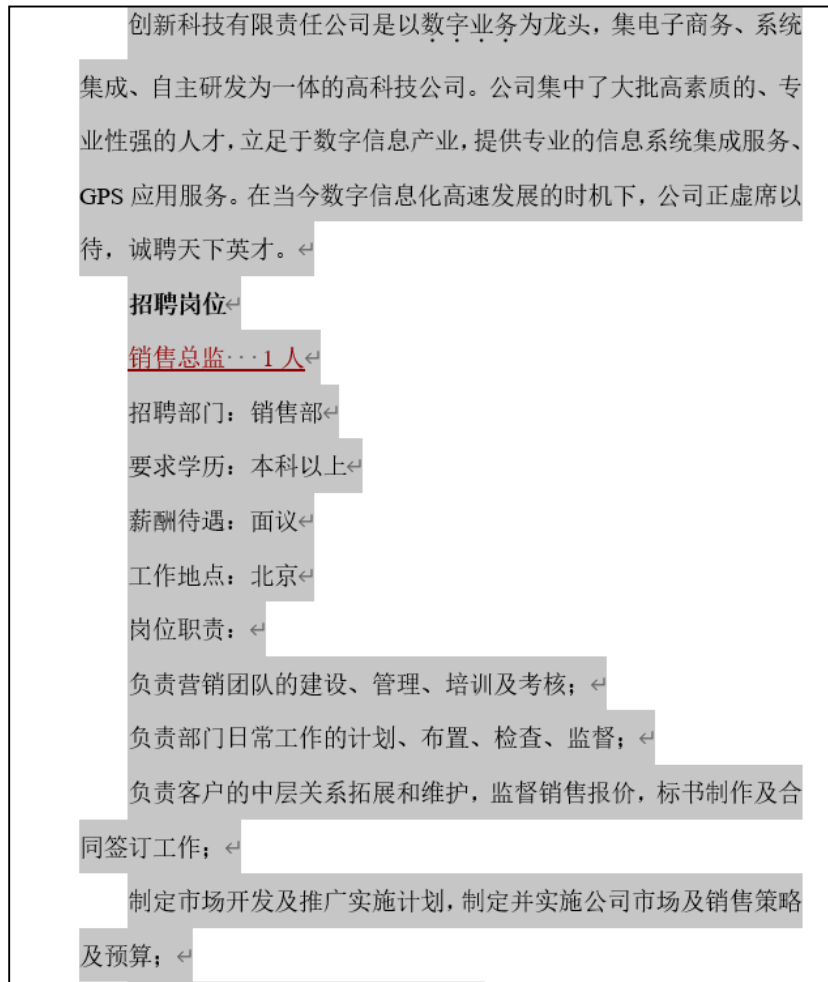 创新科技有限责任公司是以数字业务为龙头，集电子商务、系统
集成、自主研发为一体的高科技公司。公司集中了大批高素质的、专
业性强的人才，立足于数字信息产业，提供专业的信息系统集成服务、
GPS 应用服务。在当今数字信息化高速发展的时机下，公司正虚席以
待，诚聘天下英才。↵
招聘岗位↵
销售总监···1 人↵
招聘部门：销售部↵
要求学历：本科以上↵
薪酬待遇：面议↵
工作地点：北京↵
岗位职责：↵
负责营销团队的建设、管理、培训及考核；↵
负责部门日常工作的计划、布置、检查、监督；↵
负责客户的中层关系拓展和维护，监督销售报价，标书制作及合
同签订工作；↵
制定市场开发及推广实施计划，制定并实施公司市场及销售策略
及预算；↵